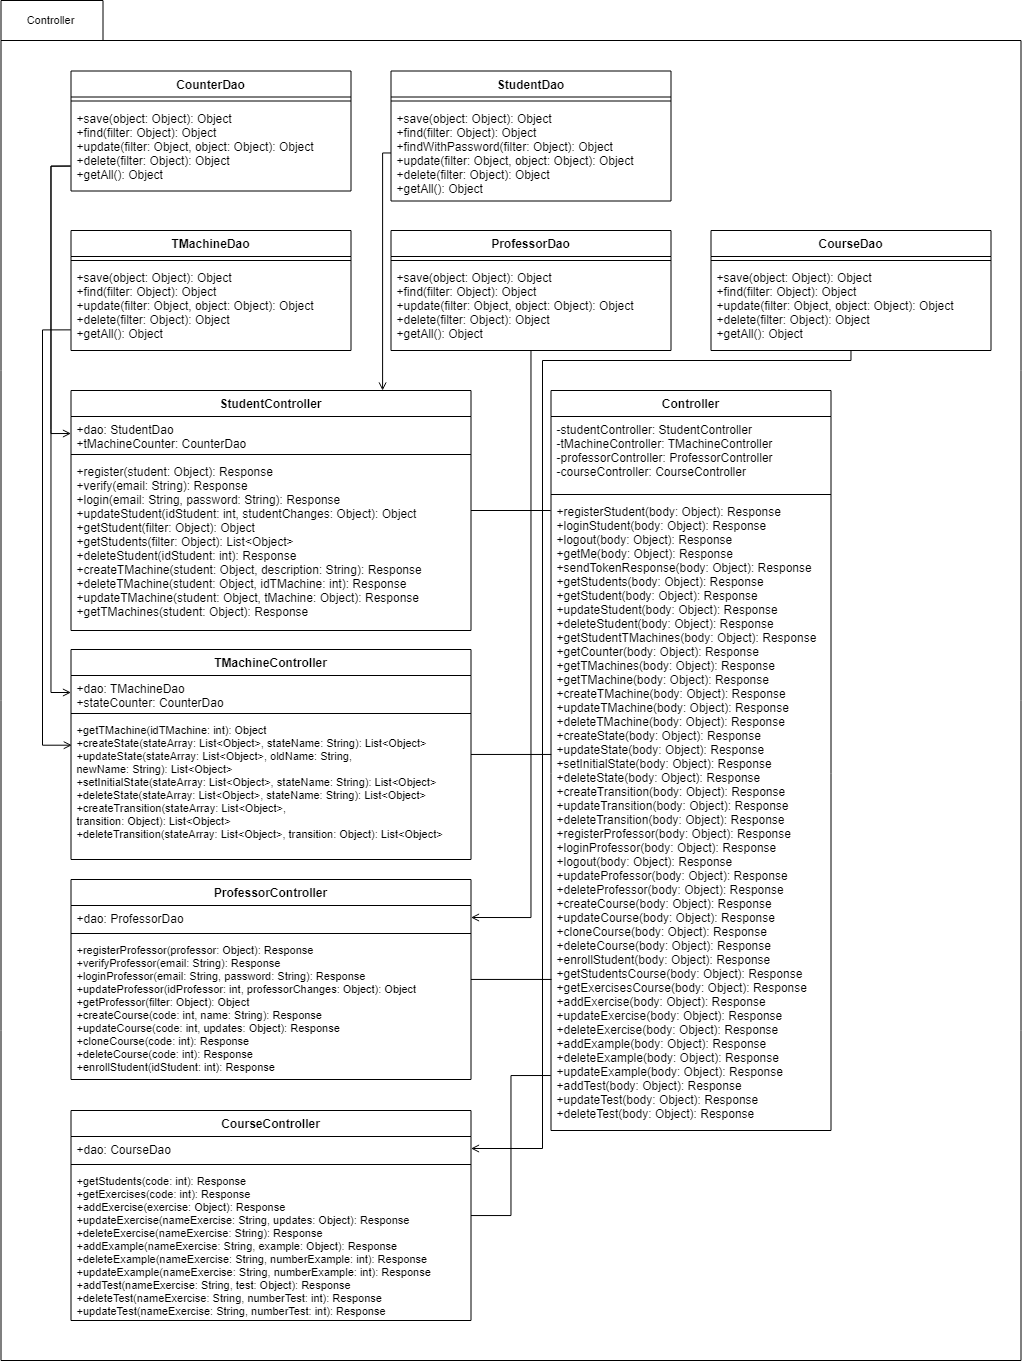 Controller
CounterDao
+save(object: Object): Object
+find(filter: Object): Object
+update(filter: Object, object: Object): Object
+delete(filter: Object): Object
+getAll(): Object
StudentDao
+save(object: Object): Object
+find(filter: Object): Object
+findWithPassword(filter: Object): Object
+update(filter: Object, object: Object): Object
+delete(filter: Object): Object
+getAll(): Object
TMachineDao
+save(object: Object): Object
+find(filter: Object): Object
+update(filter: Object, object: Object): Object
+delete(filter: Object): Object
+getAll(): Object
ProfessorDao
+save(object: Object): Object
+find(filter: Object): Object
+update(filter: Object, object: Object): Object
+delete(filter: Object): Object
+getAll(): Object
CourseDao
+save(object: Object): Object
+find(filter: Object): Object
+update(filter: Object, object: Object): Object
+delete(filter: Object): Object
+getAll(): Object
StudentController
+dao: StudentDao
+tMachineCounter: CounterDao
+register(student: Object): Response
+verify(email: String): Response
+login(email: String, password: String): Response
+updateStudent(idStudent: int, studentChanges: Object): Object
+getStudent(filter: Object): Object
+getStudents(filter: Object): List<Object>
+deleteStudent(idStudent: int): Response
+createTMachine(student: Object, description: String): Response
+deleteTMachine(student: Object, idTMachine: int): Response
+updateTMachine(student: Object, tMachine: Object): Response
+getTMachines(student: Object): Response
TMachineController
+dao: TMachineDao
+stateCounter: CounterDao
+getTMachine(idTMachine: int): Object
+createState(stateArray: List<Object>, stateName: String): List<Object>
+updateState(stateArray: List<Object>, oldName: String,
newName: String): List<Object>
+setInitialState(stateArray: List<Object>, stateName: String): List<Object>
+deleteState(stateArray: List<Object>, stateName: String): List<Object>
+createTransition(stateArray: List<Object>,
transition: Object): List<Object>
+deleteTransition(stateArray: List<Object>, transition: Object): List<Object>
ProfessorController
+dao: ProfessorDao
+registerProfessor(professor: Object): Response
+verifyProfessor(email: String): Response
+loginProfessor(email: String, password: String): Response
+updateProfessor(idProfessor: int, professorChanges: Object): Object
+getProfessor(filter: Object): Object
+createCourse(code: int, name: String): Response
+updateCourse(code: int, updates: Object): Response
+cloneCourse(code: int): Response
+deleteCourse(code: int): Response
+enrollStudent(idStudent: int): Response
CourseController
+dao: CourseDao
+getStudents(code: int): Response
+getExercises(code: int): Response
+addExercise(exercise: Object): Response
+updateExercise(nameExercise: String, updates: Object): Response
+deleteExercise(nameExercise: String): Response
+addExample(nameExercise: String, example: Object): Response
+deleteExample(nameExercise: String, numberExample: int): Response
+updateExample(nameExercise: String, numberExample: int): Response
+addTest(nameExercise: String, test: Object): Response
+deleteTest(nameExercise: String, numberTest: int): Response
+updateTest(nameExercise: String, numberTest: int): Response
Controller
-studentController: StudentController
-tMachineController: TMachineController
-professorController: ProfessorController
-courseController: CourseController
+registerStudent(body: Object): Response
+loginStudent(body: Object): Response
+logout(body: Object): Response
+getMe(body: Object): Response
+sendTokenResponse(body: Object): Response
+getStudents(body: Object): Response
+getStudent(body: Object): Response
+updateStudent(body: Object): Response
+deleteStudent(body: Object): Response
+getStudentTMachines(body: Object): Response
+getCounter(body: Object): Response
+getTMachines(body: Object): Response
+getTMachine(body: Object): Response
+createTMachine(body: Object): Response
+updateTMachine(body: Object): Response
+deleteTMachine(body: Object): Response
+createState(body: Object): Response
+updateState(body: Object): Response
+setInitialState(body: Object): Response
+deleteState(body: Object): Response
+createTransition(body: Object): Response
+updateTransition(body: Object): Response
+deleteTransition(body: Object): Response
+registerProfessor(body: Object): Response
+loginProfessor(body: Object): Response
+logout(body: Object): Response
+updateProfessor(body: Object): Response
+deleteProfessor(body: Object): Response
+createCourse(body: Object): Response
+updateCourse(body: Object): Response
+cloneCourse(body: Object): Response
+deleteCourse(body: Object): Response
+enrollStudent(body: Object): Response
+getStudentsCourse(body: Object): Response
+getExercisesCourse(body: Object): Response
+addExercise(body: Object): Response
+updateExercise(body: Object): Response
+deleteExercise(body: Object): Response
+addExample(body: Object): Response
+deleteExample(body: Object): Response
+updateExample(body: Object): Response
+addTest(body: Object): Response
+updateTest(body: Object): Response
+deleteTest(body: Object): Response